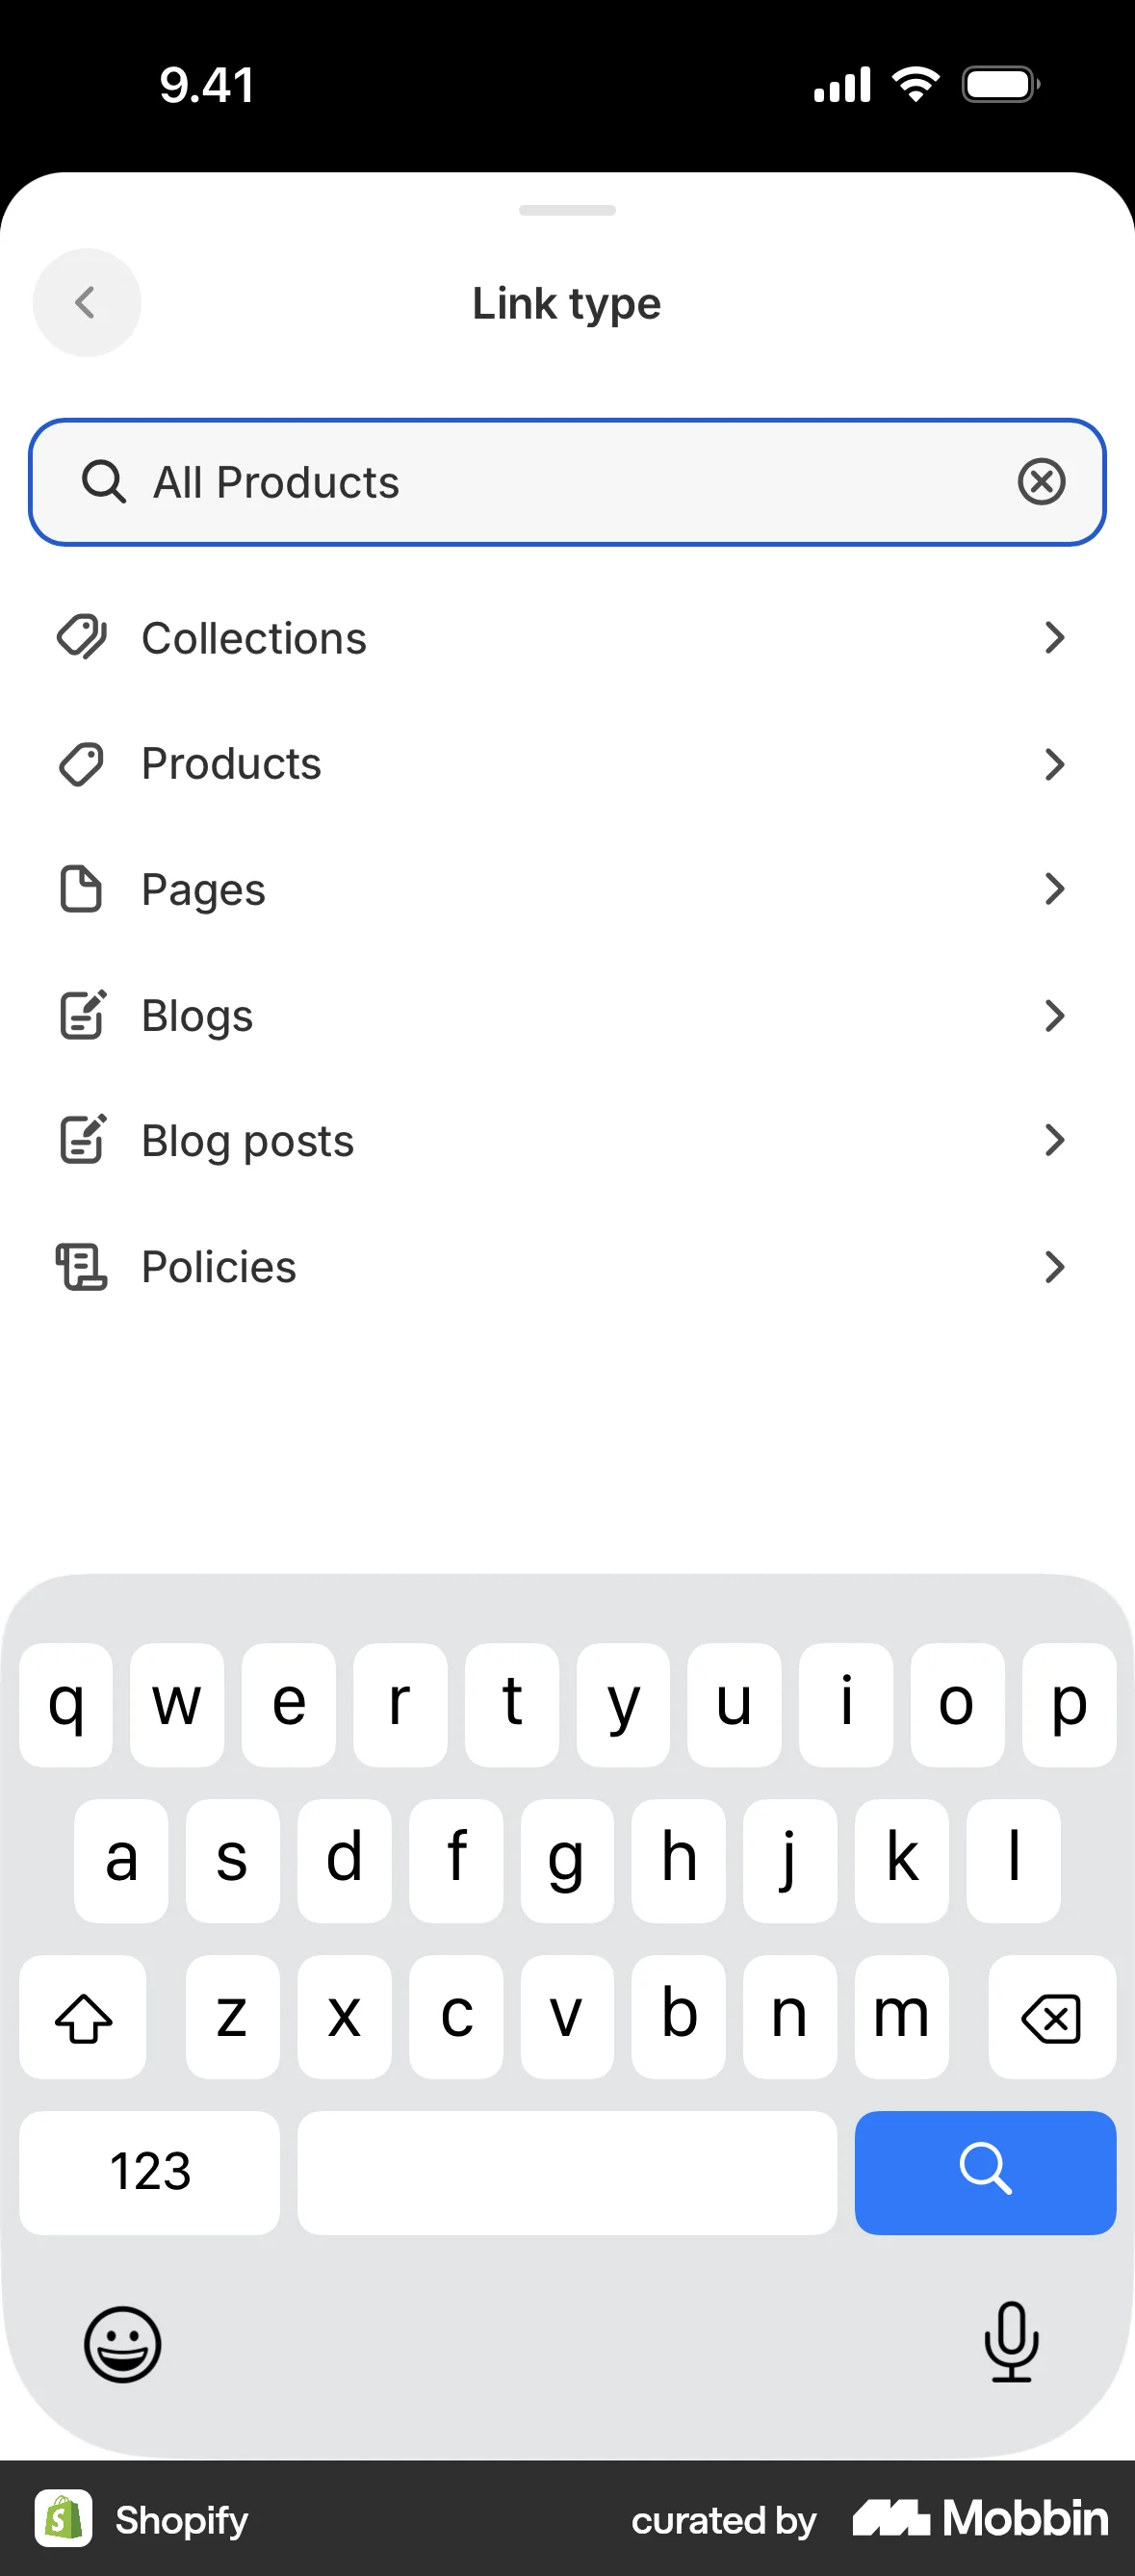 9.41
Link type
All Products
Collections
Products
Pages
Blogs
Blog posts
Policies
q w e r t y u i o p
a s d f g h j k l
z x c v b n m
123
Shopify curated by Mobbin